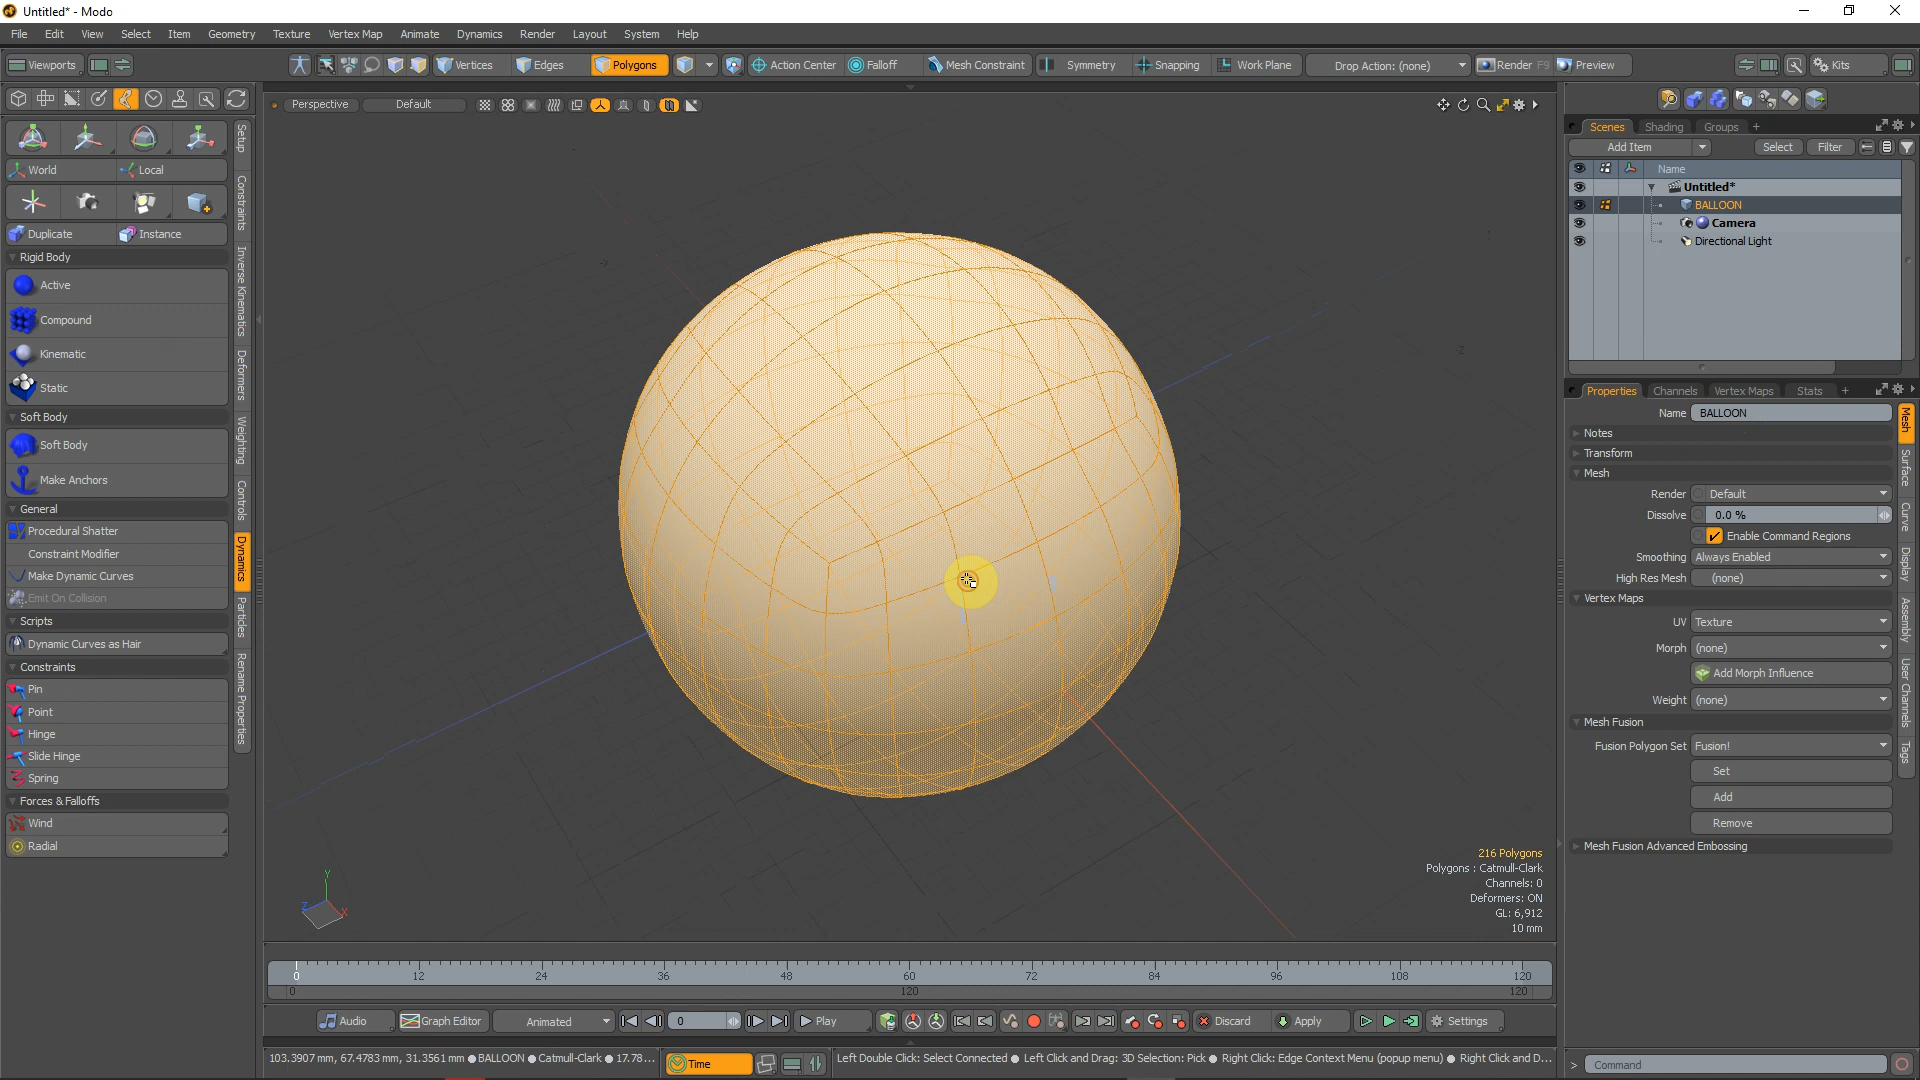 Untitled* - Modo
File Edit View Select Item Geometry Texture Vertex Map Animate Dynamics Render Layout System Help
Viewports Vertices Edges Polygons Action Center Falloff Mesh Constraint Symmetry Snapping Work Plane Drop Action: (none) Render F9 Preview Kits
Perspective Default
World Local
Duplicate Instance
Rigid Body
Active
Compound
Kinematic
Static
Soft Body
Soft Body
Make Anchors
General
Procedural Shatter
Constraint Modifier
Make Dynamic Curves
Emit On Collision
Scripts
Dynamic Curves as Hair
Constraints
Pin
Point
Hinge
Slide Hinge
Spring
Forces & Falloffs
Wind
Radial
Setup
Constraints
Inverse Kinematics
Deformers
Weighting
Controls
Dynamics
Particles
Rename Properties
-Z
Y
Z X
216 Polygons
Polygons : Catmull-Clark
Channels: 0
Deformers: ON
GL: 6,912
10 mm
Scenes Shading Groups +
Add Item Select Filter
Name
Untitled*
BALLOON
Camera
Directional Light
Properties Channels Vertex Maps Stats +
Name BALLOON
Notes
Transform
Mesh
Render Default
Dissolve 0.0 %
Enable Command Regions
Smoothing Always Enabled
High Res Mesh (none)
Vertex Maps
UV Texture
Morph (none)
Add Morph Influence
Weight (none)
Mesh Fusion
Fusion Polygon Set Fusion!
Set
Add
Remove
Mesh Fusion Advanced Embossing
Mesh
Surface
Curve
Display
Assembly
User Channels
Tags
0 12 24 36 48 60 72 84 96 108 120
0 120 120
Audio Graph Editor Animated 0 Play Discard Apply Settings
103.3907 mm, 67.4783 mm, 31.3561 mm BALLOON Catmull-Clark 17.78... Time Left Double Click: Select Connected Left Click and Drag: 3D Selection: Pick Right Click: Edge Context Menu (popup menu) Right Click and D... > Command